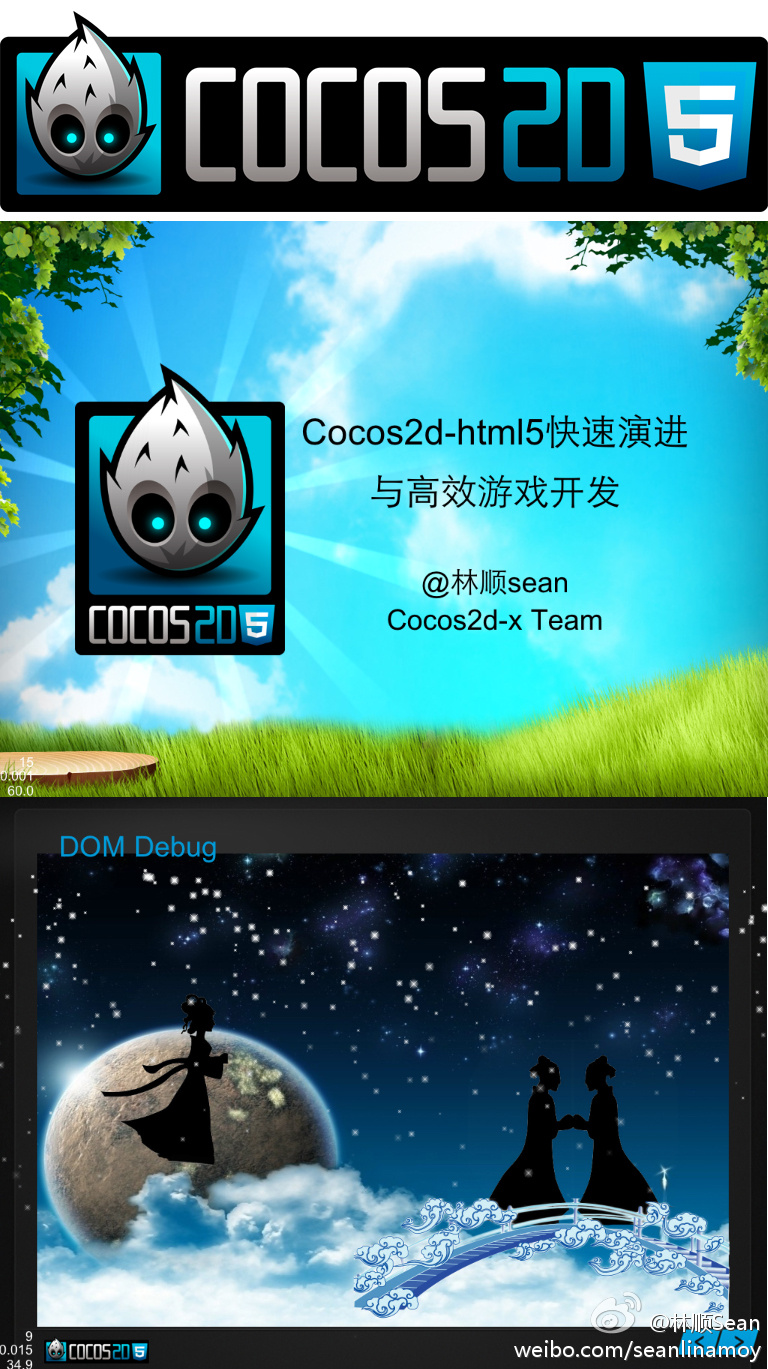 COCOS2D
5
Cocos2d-html5快速演进
与高效游戏开发
@林顺sean
Cocos2d-x Team
COCOS2D 5
15
0.001
60.0
DOM Debug
9
0.015
34.9
COCOS2D 5
@林顺Sean
< >
weibo.com/seanlinamoy